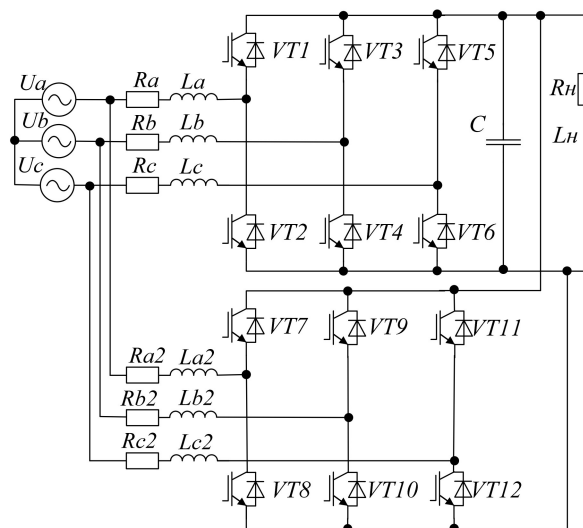 VT1 VT3 VT5
Ua Ra La
Ub Rb Lb
Uc Rc Lc
C
Rн
Lн
VT2 VT4 VT6
VT7 VT9 VT11
Ra2 La2
Rb2 Lb2
Rc2 Lc2
VT8 VT10 VT12